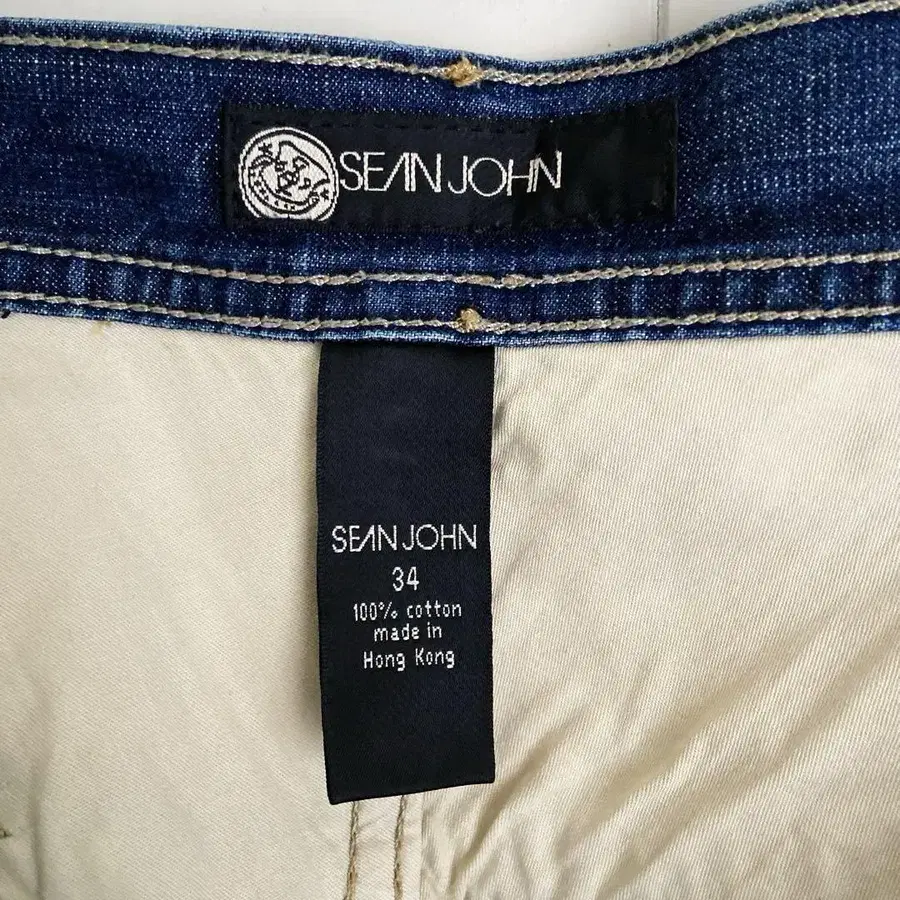 SEAN JOHN
SEAN JOHN
34
100% cotton
made in
Hong Kong